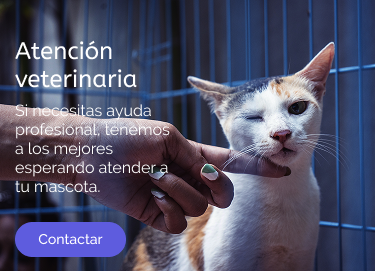 Atención
veterinaria
Si necesitas ayuda
profesional, tenemos
a los mejores
esperando atender a
tu mascota.
Contactar